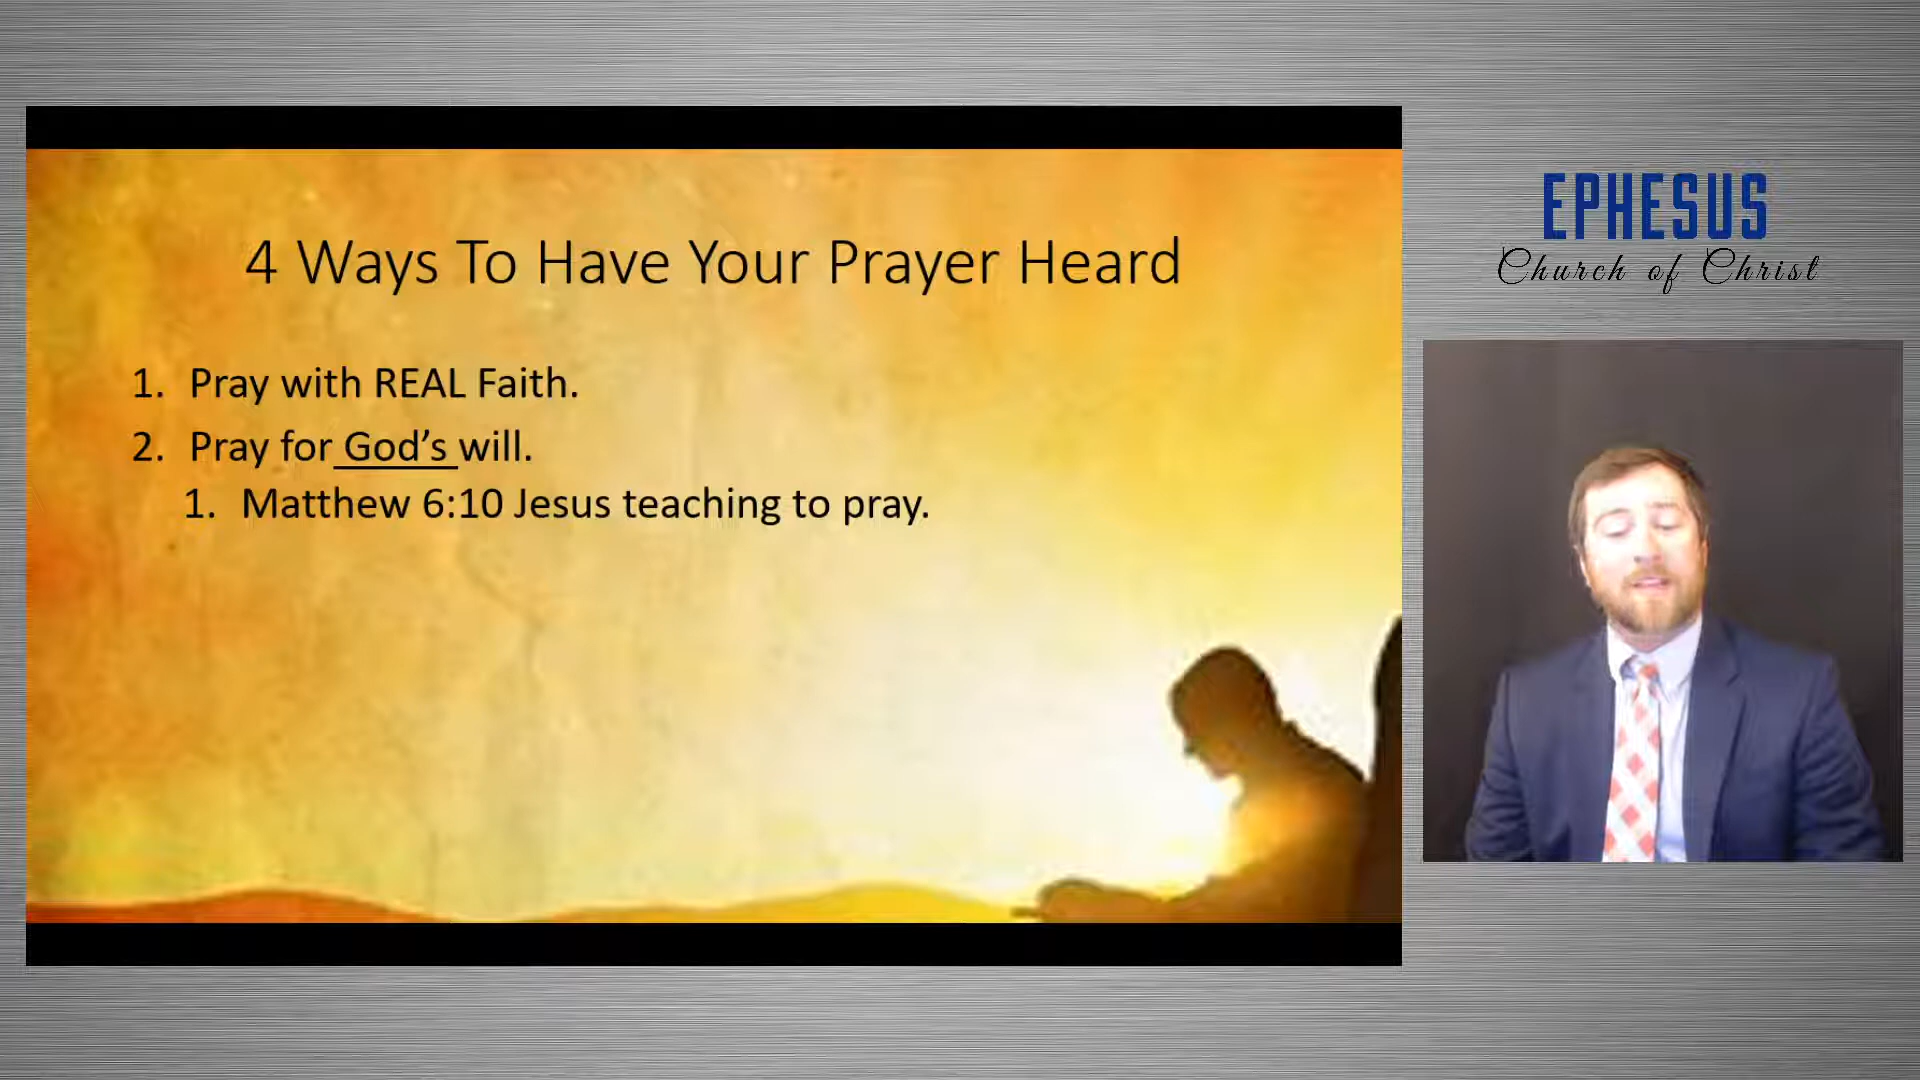 4 Ways To Have Your Prayer Heard
1. Pray with REAL Faith.
2. Pray for God’s will.
1. Matthew 6:10 Jesus teaching to pray.
EPHESUS
Church of Christ